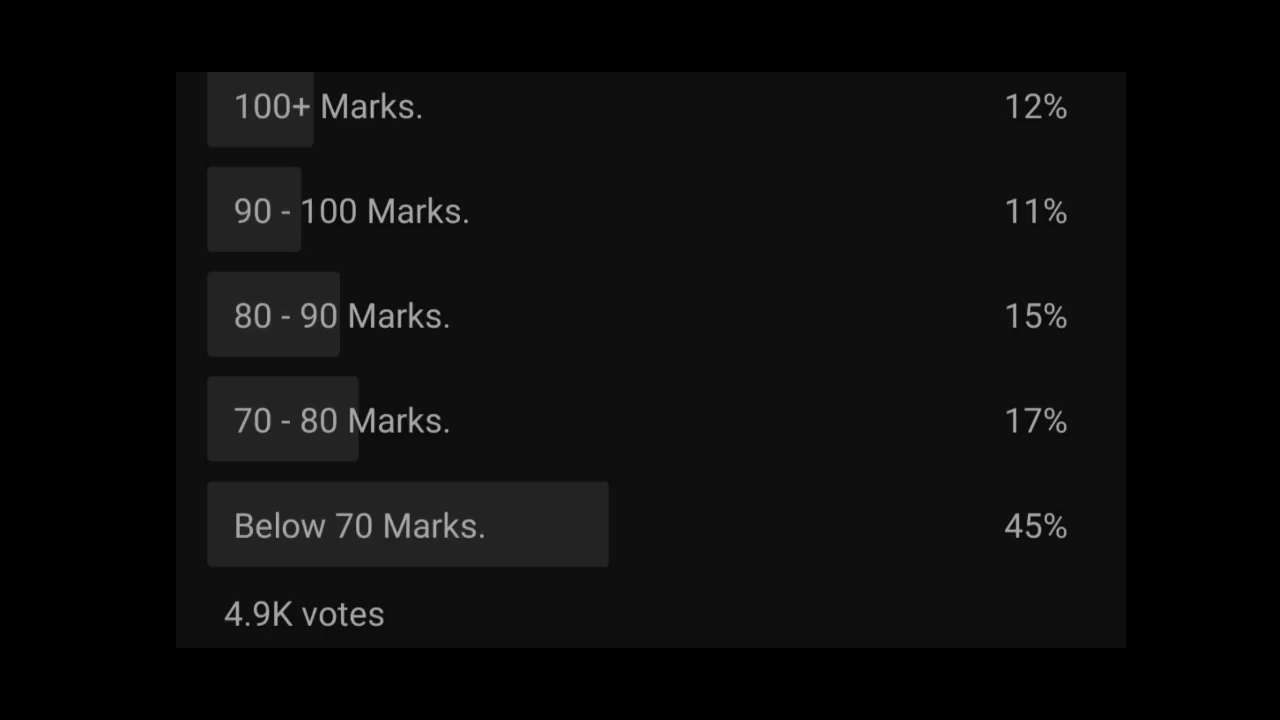 100+ Marks. 12%
90 - 100 Marks. 11%
80 - 90 Marks. 15%
70 - 80 Marks. 17%
Below 70 Marks. 45%
4.9K votes